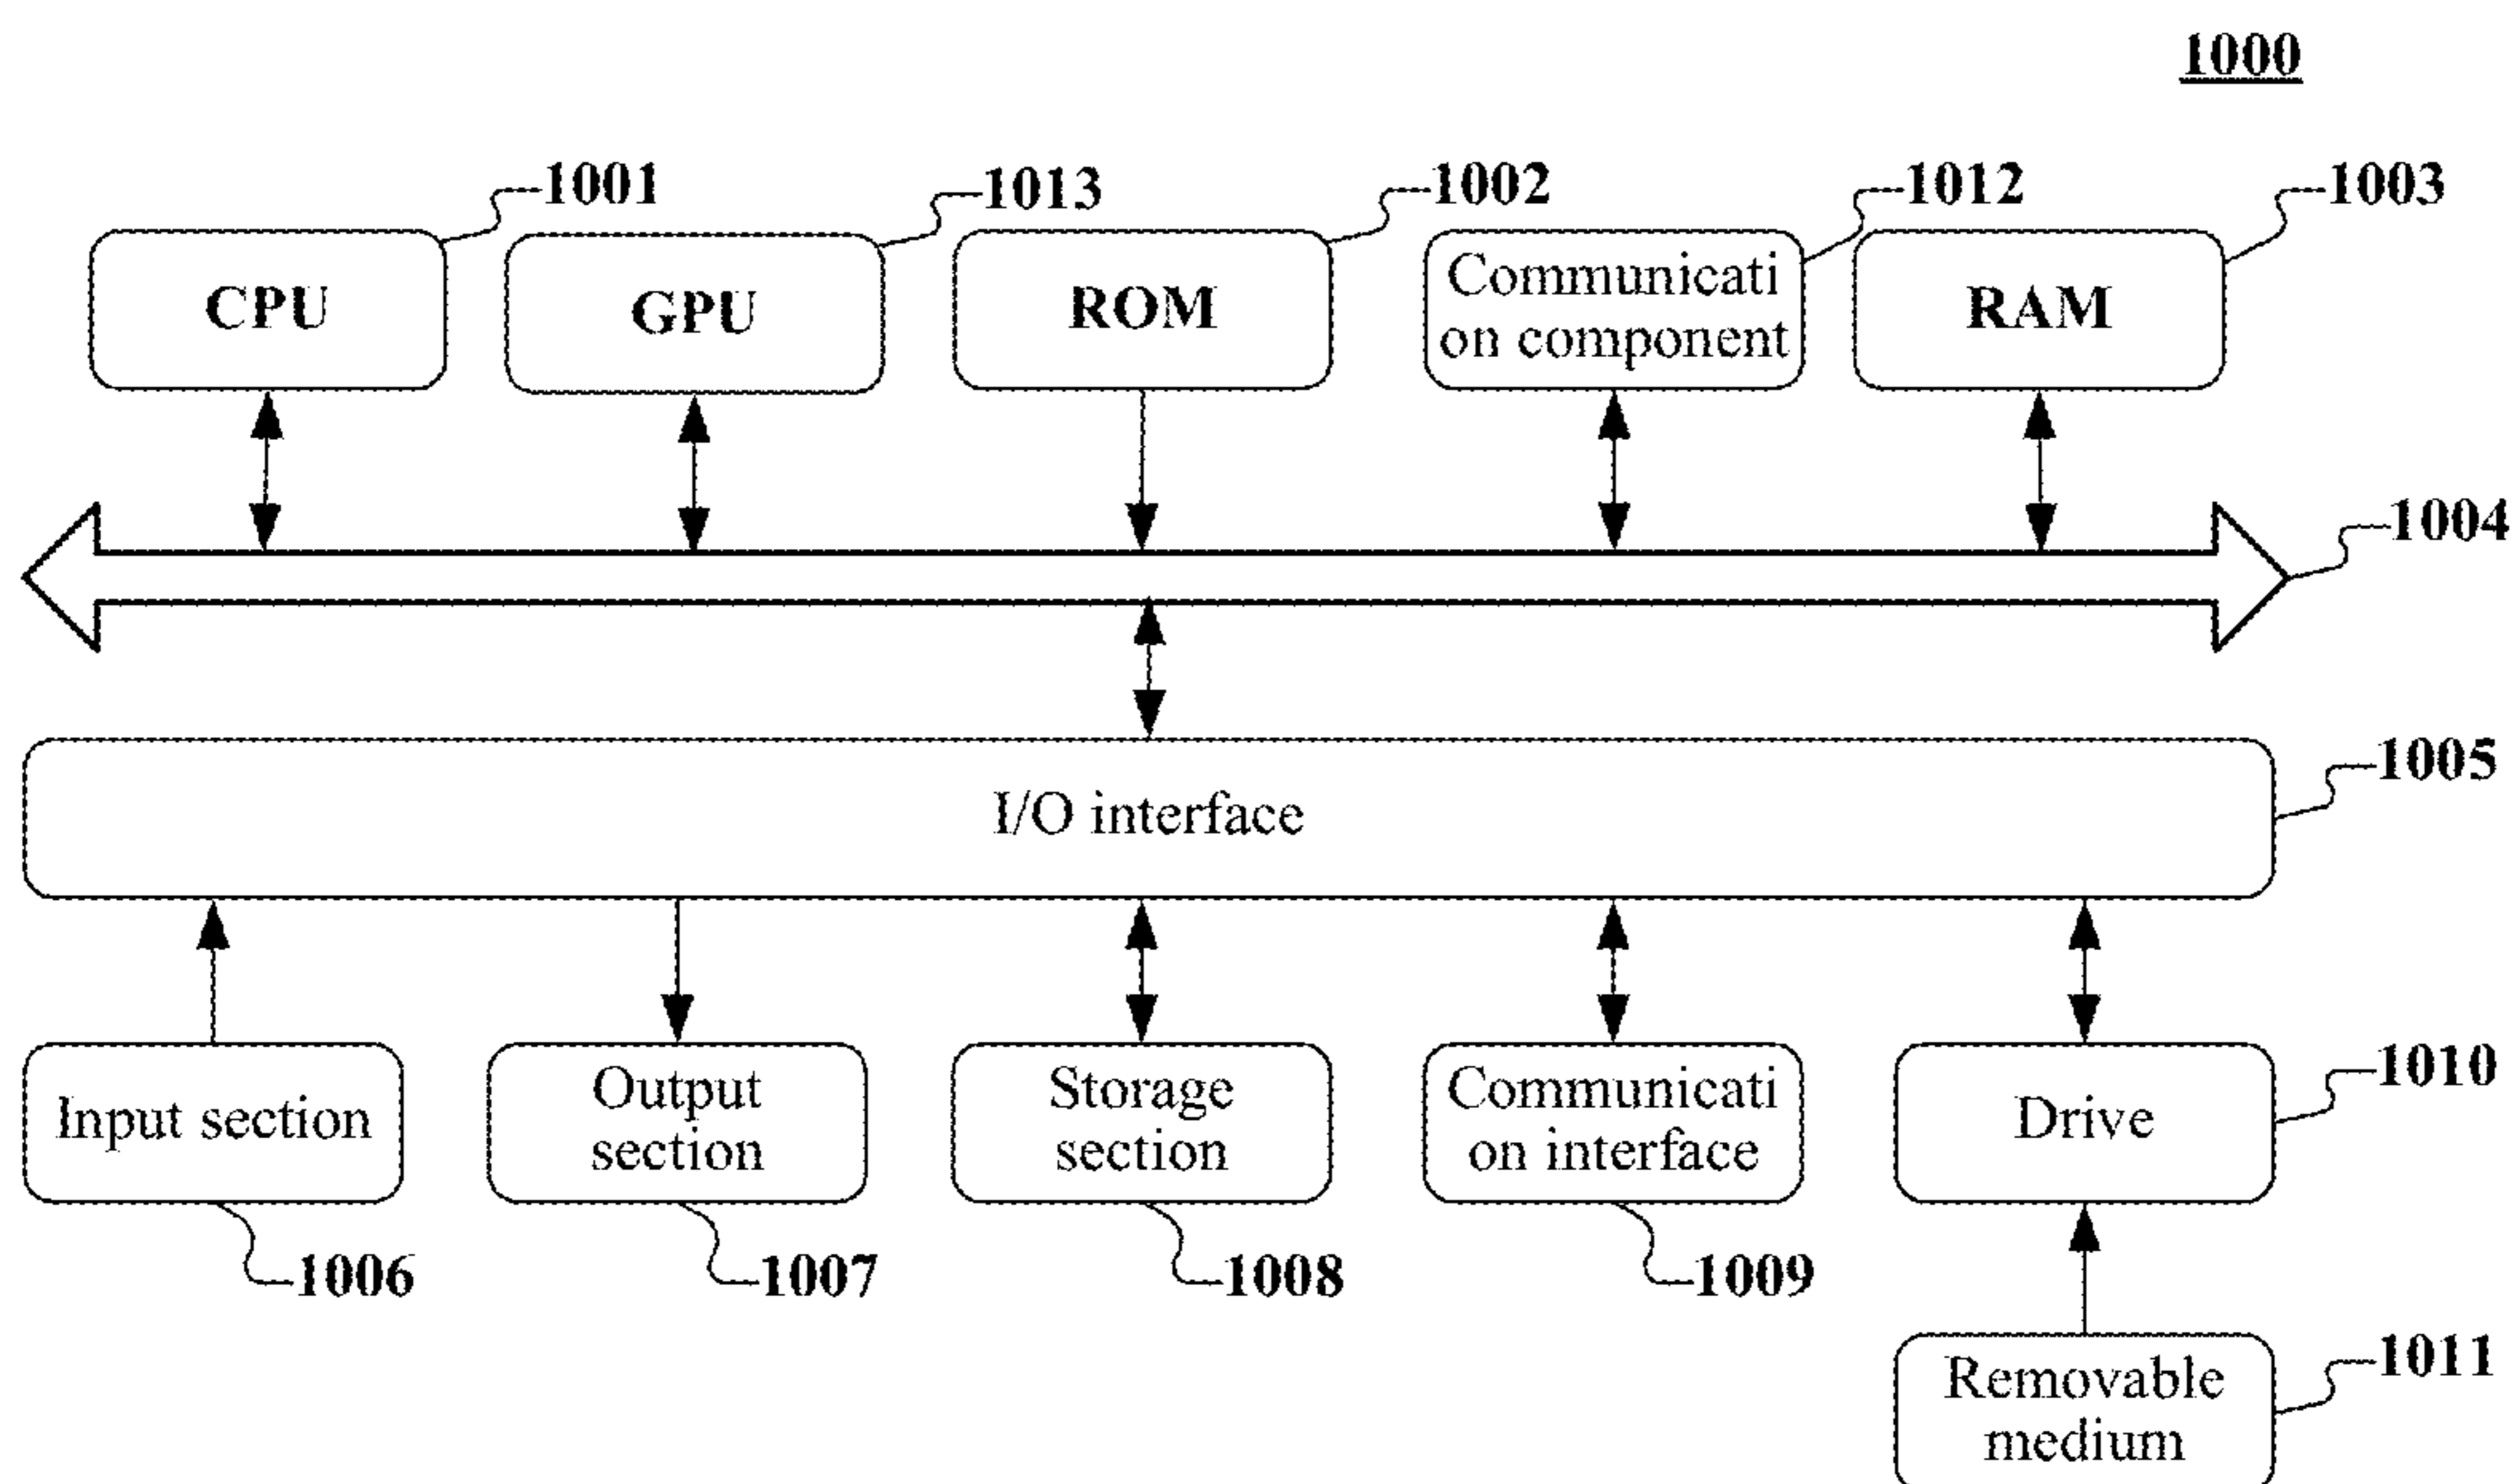 1000
1001
1013
1002
1012
1003
CPU
GPU
ROM
Communicati
on component
RAM
1004
1005
I/O interface
Input section
Output
section
Storage
section
Communicati
on interface
Drive
1010
1006
1007
1008
1009
Removable
medium
1011